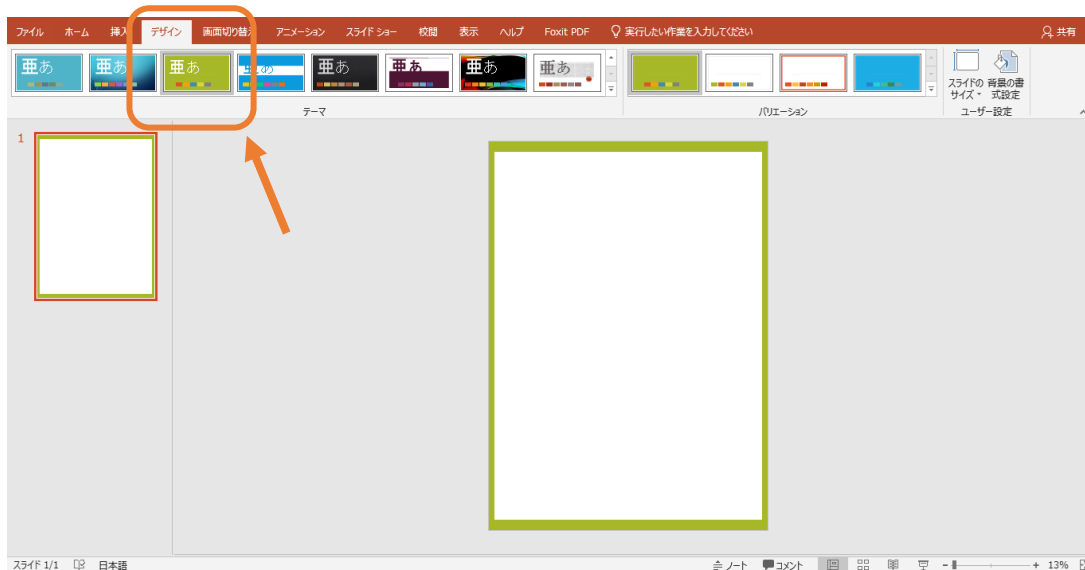 ファイル ホーム 挿入 デザイン 画面切り替え アニメーション スライド ショー 校閲 表示 ヘルプ Foxit PDF 実行したい作業を入力してください 共有
亜あ 亜あ 亜あ 亜あ 亜あ 亜あ 亜あ 亜あ
スライドの 背景の書
サイズ 式設定
テーマ バリエーション ユーザー設定
1
スライド 1/1 日本語 ノート コメント 13%